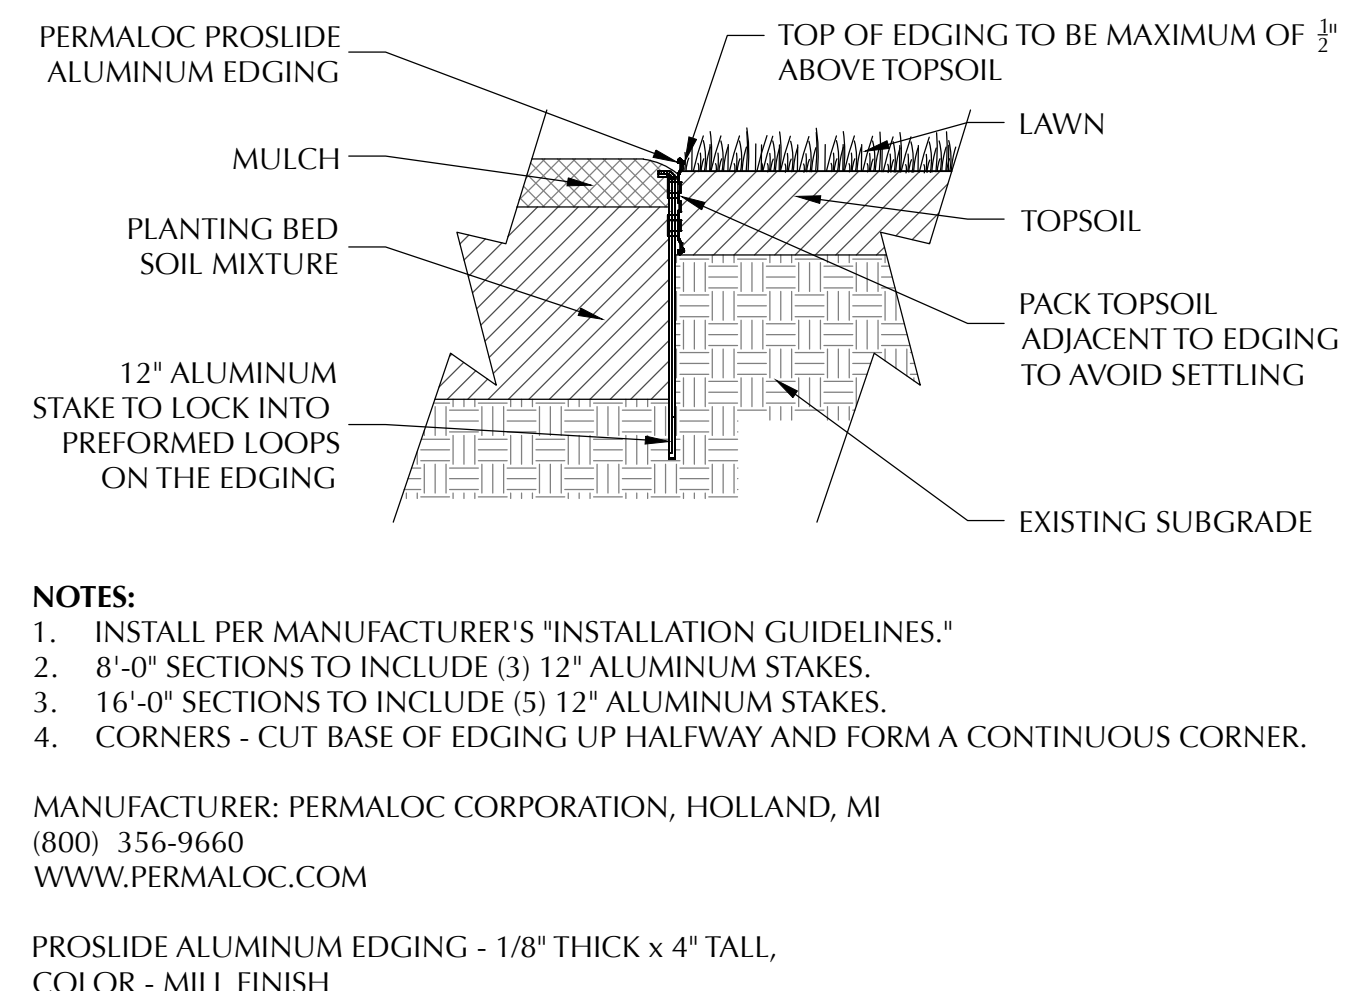 PERMALOC PROSLIDE
ALUMINUM EDGING
MULCH
PLANTING BED
SOIL MIXTURE
12" ALUMINUM
STAKE TO LOCK INTO
PREFORMED LOOPS
ON THE EDGING
TOP OF EDGING TO BE MAXIMUM OF 1/2"
ABOVE TOPSOIL
LAWN
TOPSOIL
PACK TOPSOIL
ADJACENT TO EDGING
TO AVOID SETTLING
EXISTING SUBGRADE
NOTES:
1. INSTALL PER MANUFACTURER'S "INSTALLATION GUIDELINES."
2. 8'-0" SECTIONS TO INCLUDE (3) 12" ALUMINUM STAKES.
3. 16'-0" SECTIONS TO INCLUDE (5) 12" ALUMINUM STAKES.
4. CORNERS - CUT BASE OF EDGING UP HALFWAY AND FORM A CONTINUOUS CORNER.
MANUFACTURER: PERMALOC CORPORATION, HOLLAND, MI
(800) 356-9660
WWW.PERMALOC.COM
PROSLIDE ALUMINUM EDGING - 1/8" THICK x 4" TALL,
COLOR - MILL FINISH